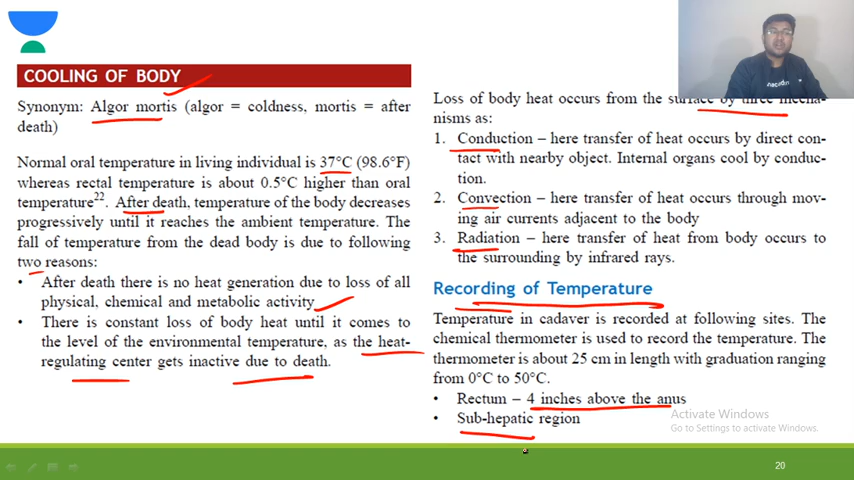 COOLING OF BODY
Synonym: Algor mortis (algor = coldness, mortis = after
death)
Normal oral temperature in living individual is 37°C (98.6°F)
whereas rectal temperature is about 0.5°C higher than oral
temperature22. After death, temperature of the body decreases
progressively until it reaches the ambient temperature. The
fall of temperature from the dead body is due to following
two reasons:
• After death there is no heat generation due to loss of all
physical, chemical and metabolic activity
• There is constant loss of body heat until it comes to
the level of the environmental temperature, as the heat-
regulating center gets inactive due to death.
Loss of body heat occurs from the surface by three mecha-
nisms as:
1. Conduction – here transfer of heat occurs by direct con-
tact with nearby object. Internal organs cool by conduc-
tion.
2. Convection – here transfer of heat occurs through mov-
ing air currents adjacent to the body
3. Radiation – here transfer of heat from body occurs to
the surrounding by infrared rays.
Recording of Temperature
Temperature in cadaver is recorded at following sites. The
chemical thermometer is used to record the temperature. The
thermometer is about 25 cm in length with graduation ranging
from 0°C to 50°C.
• Rectum – 4 inches above the anus
• Sub-hepatic region
Activate Windows
Go to Settings to activate Windows.
20